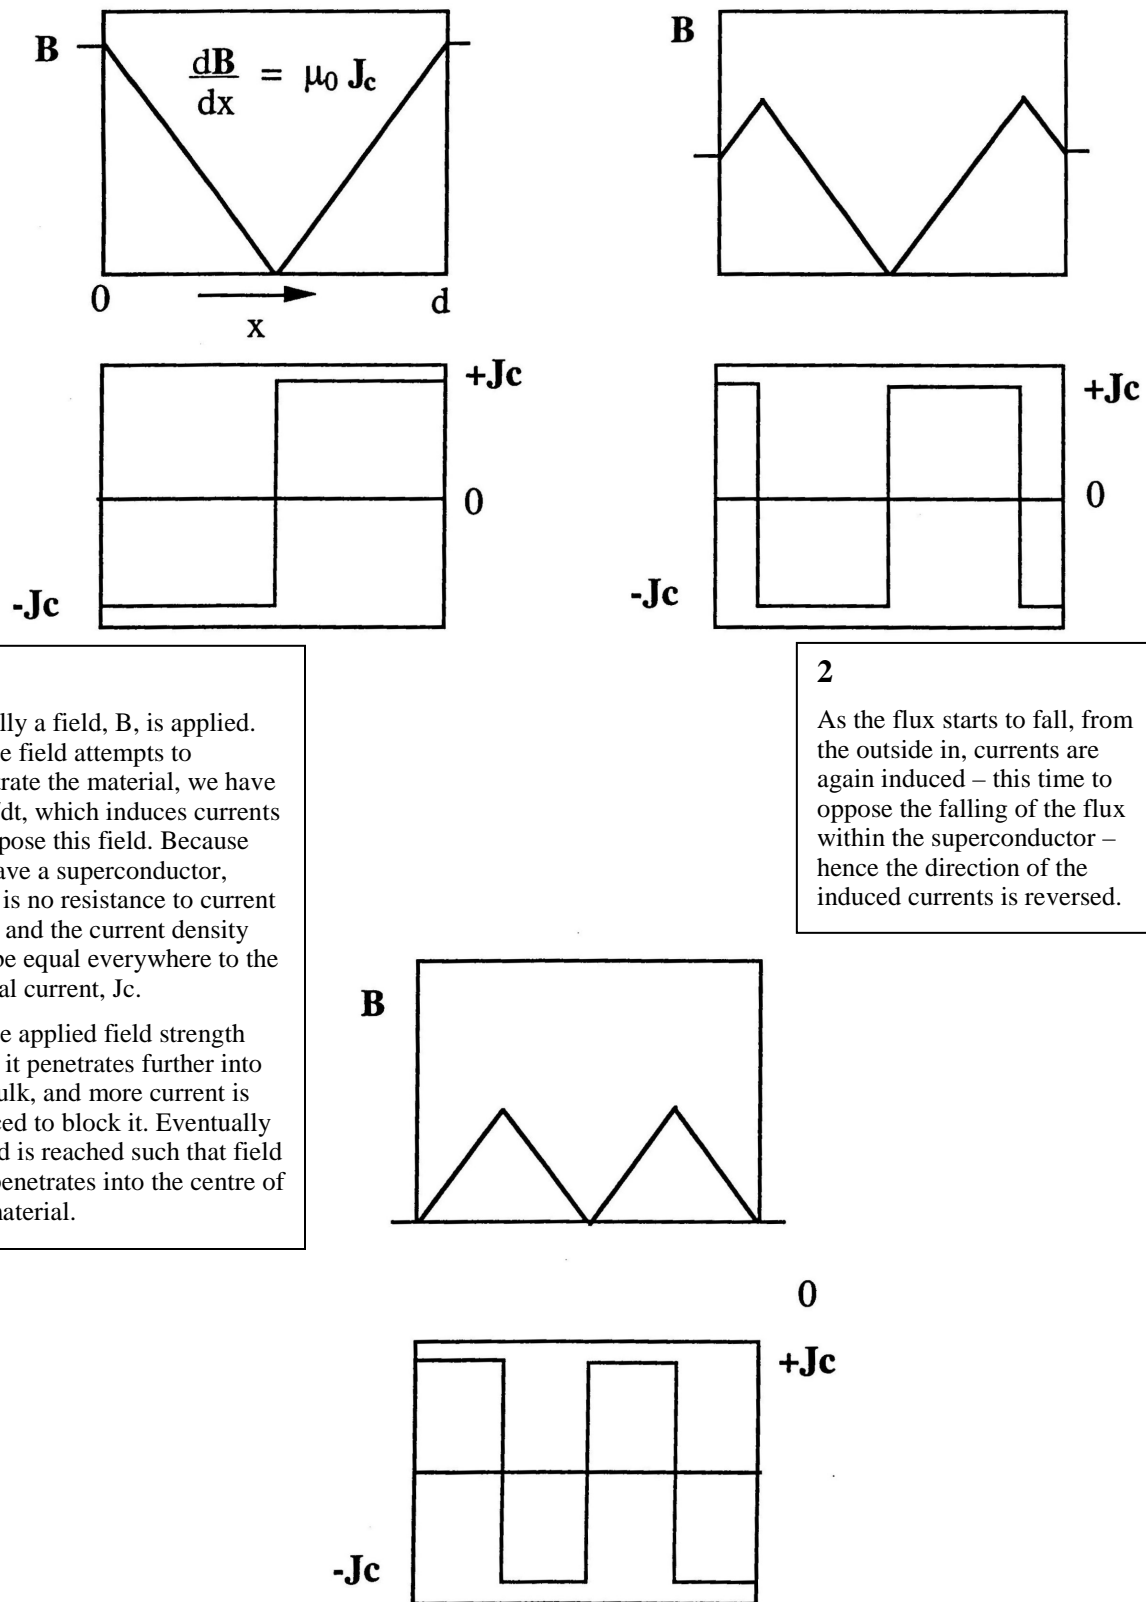 B
dB
dx
= μ₀ Jc
0
d
x
+Jc
0
-Jc
B
+Jc
0
-Jc
lly a field, B, is applied.
e field attempts to
trate the material, we have
/dt, which induces currents
pose this field. Because
ave a superconductor,
is no resistance to current
and the current density
be equal everywhere to the
al current, Jc.
e applied field strength
it penetrates further into
ulk, and more current is
ced to block it. Eventually
d is reached such that field
penetrates into the centre of
naterial.
2
As the flux starts to fall, from
the outside in, currents are
again induced – this time to
oppose the falling of the flux
within the superconductor –
hence the direction of the
induced currents is reversed.
B
0
+Jc
-Jc